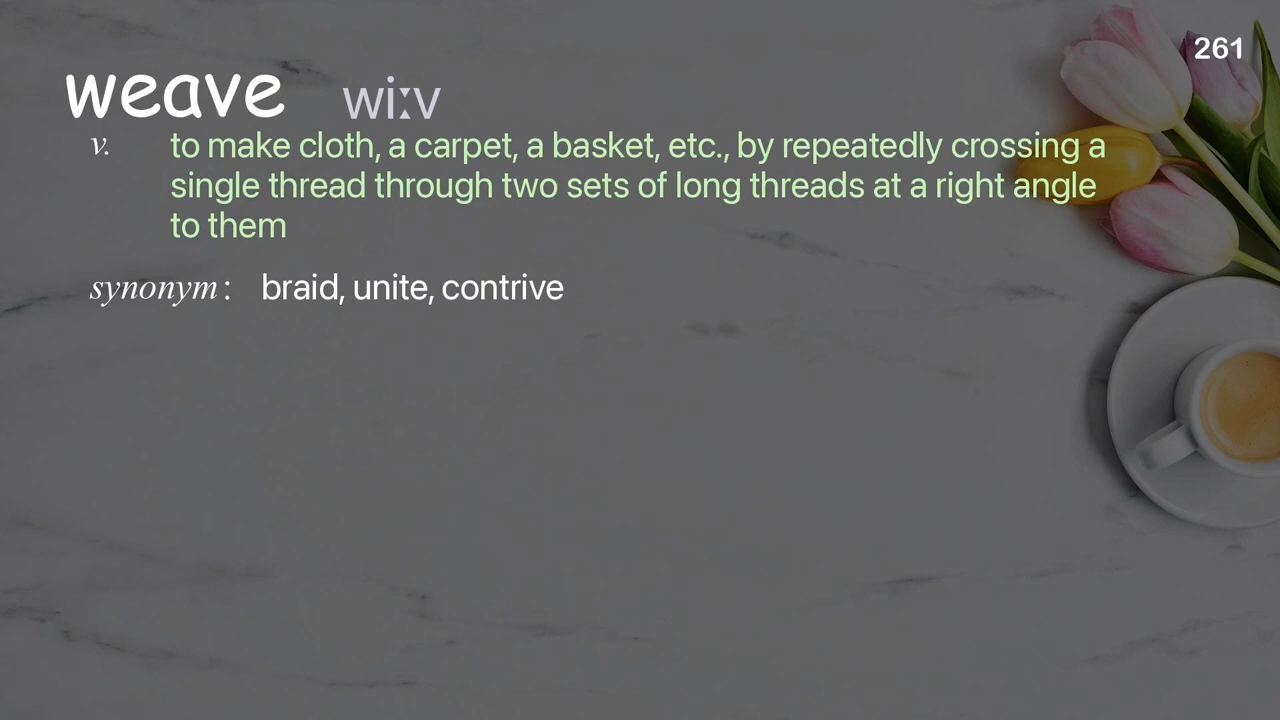 261
weave wiːv
v. to make cloth, a carpet, a basket, etc., by repeatedly crossing a
single thread through two sets of long threads at a right angle
to them
synonym : braid, unite, contrive